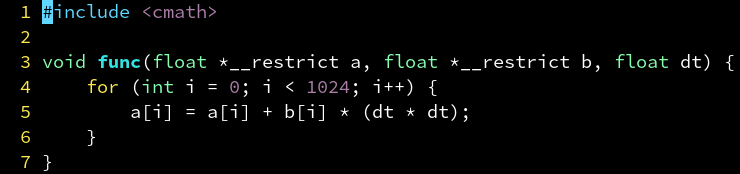 1 #include <cmath>
2
3 void func(float *__restrict a, float *__restrict b, float dt) {
4     for (int i = 0; i < 1024; i++) {
5         a[i] = a[i] + b[i] * (dt * dt);
6     }
7 }